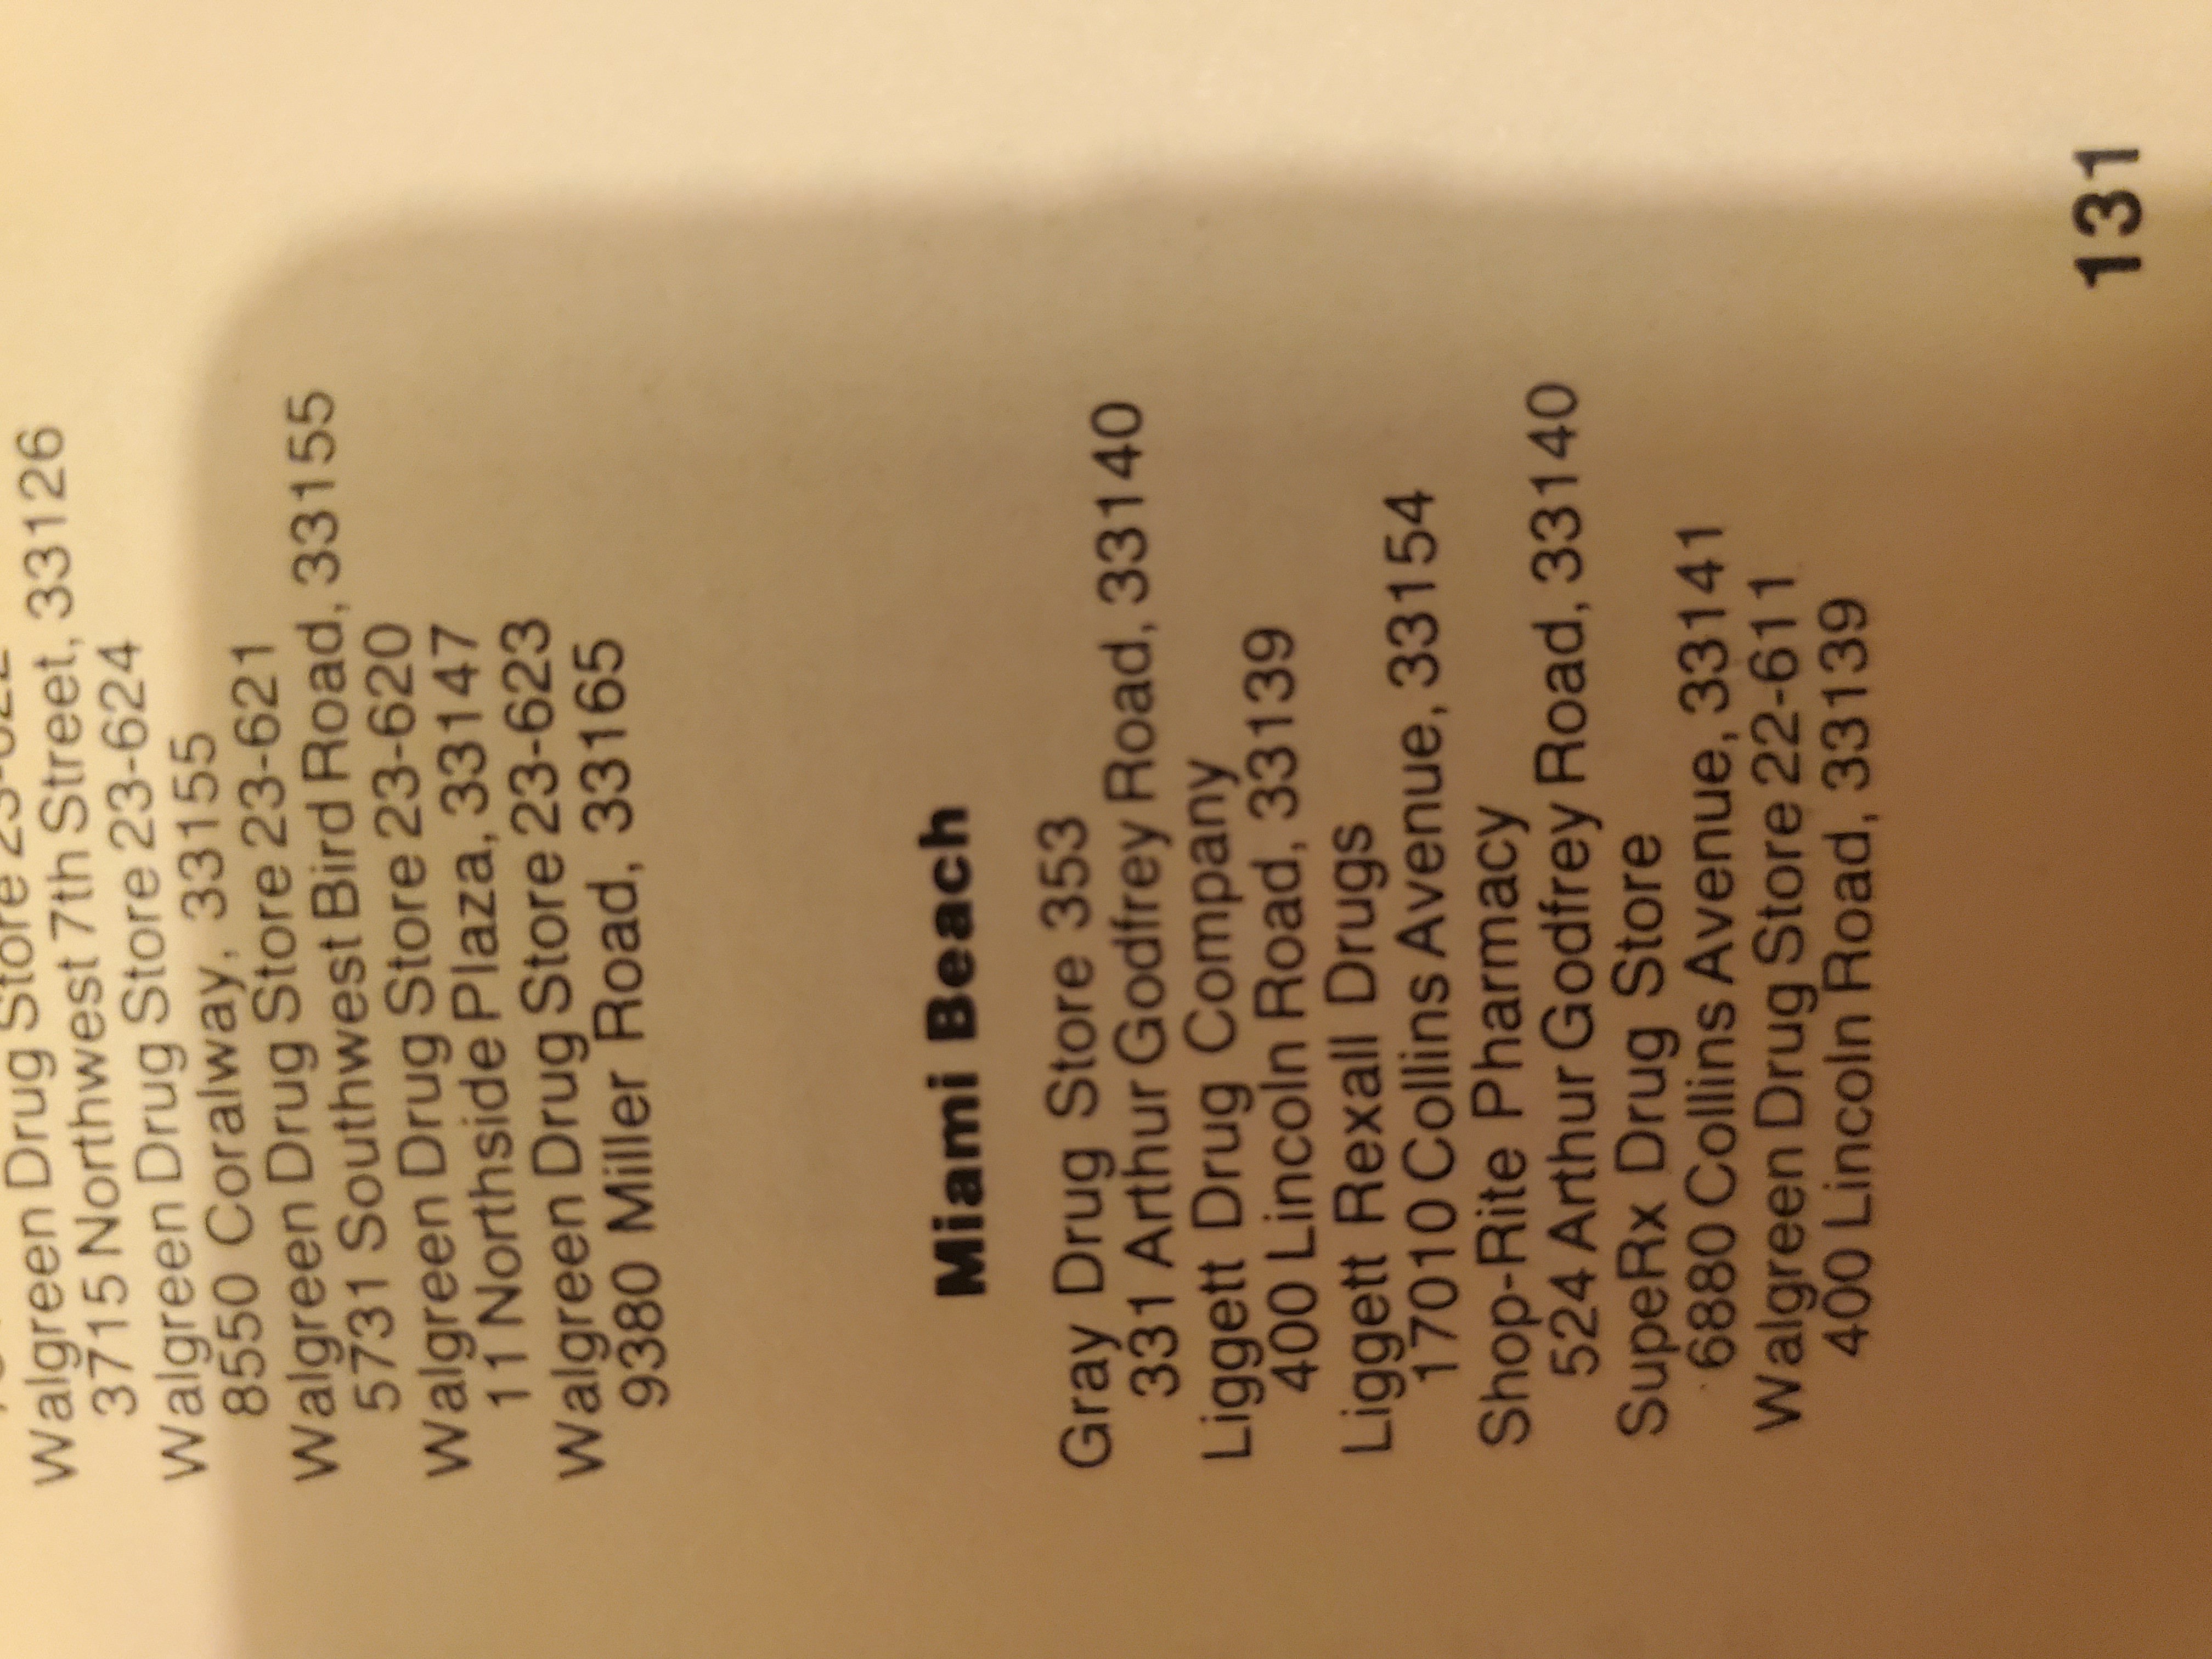 Walgreen Drug Store
3715 Northwest 7th Street, 33126
Walgreen Drug Store 23-624
8550 Coralway, 33155
Walgreen Drug Store 23-621
5731 Southwest Bird Road, 33155
Walgreen Drug Store 23-620
11 Northside Plaza, 33147
Walgreen Drug Store 23-623
9380 Miller Road, 33165
Miami Beach
Gray Drug Store 353
331 Arthur Godfrey Road, 33140
Liggett Drug Company
400 Lincoln Road, 33139
Liggett Rexall Drugs
17010 Collins Avenue, 33154
Shop-Rite Pharmacy
524 Arthur Godfrey Road, 33140
SupeRx Drug Store
6880 Collins Avenue, 33141
Walgreen Drug Store 22-611
400 Lincoln Road, 33139
131